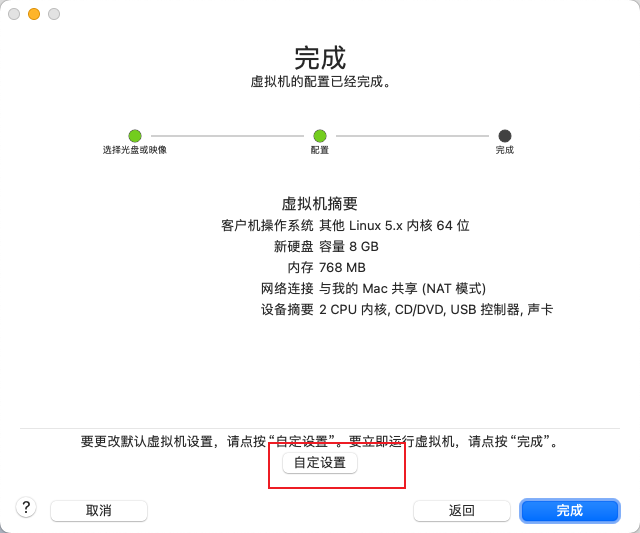 完成
虚拟机的配置已经完成。
选择光盘或映像 配置 完成
虚拟机摘要
客户机操作系统 其他 Linux 5.x 内核 64 位
新硬盘 容量 8 GB
内存 768 MB
网络连接 与我的 Mac 共享 (NAT 模式)
设备摘要 2 CPU 内核, CD/DVD, USB 控制器, 声卡
要更改默认虚拟机设置，请点按“自定设置”。要立即运行虚拟机，请点按“完成”。
自定设置
? 取消 返回 完成